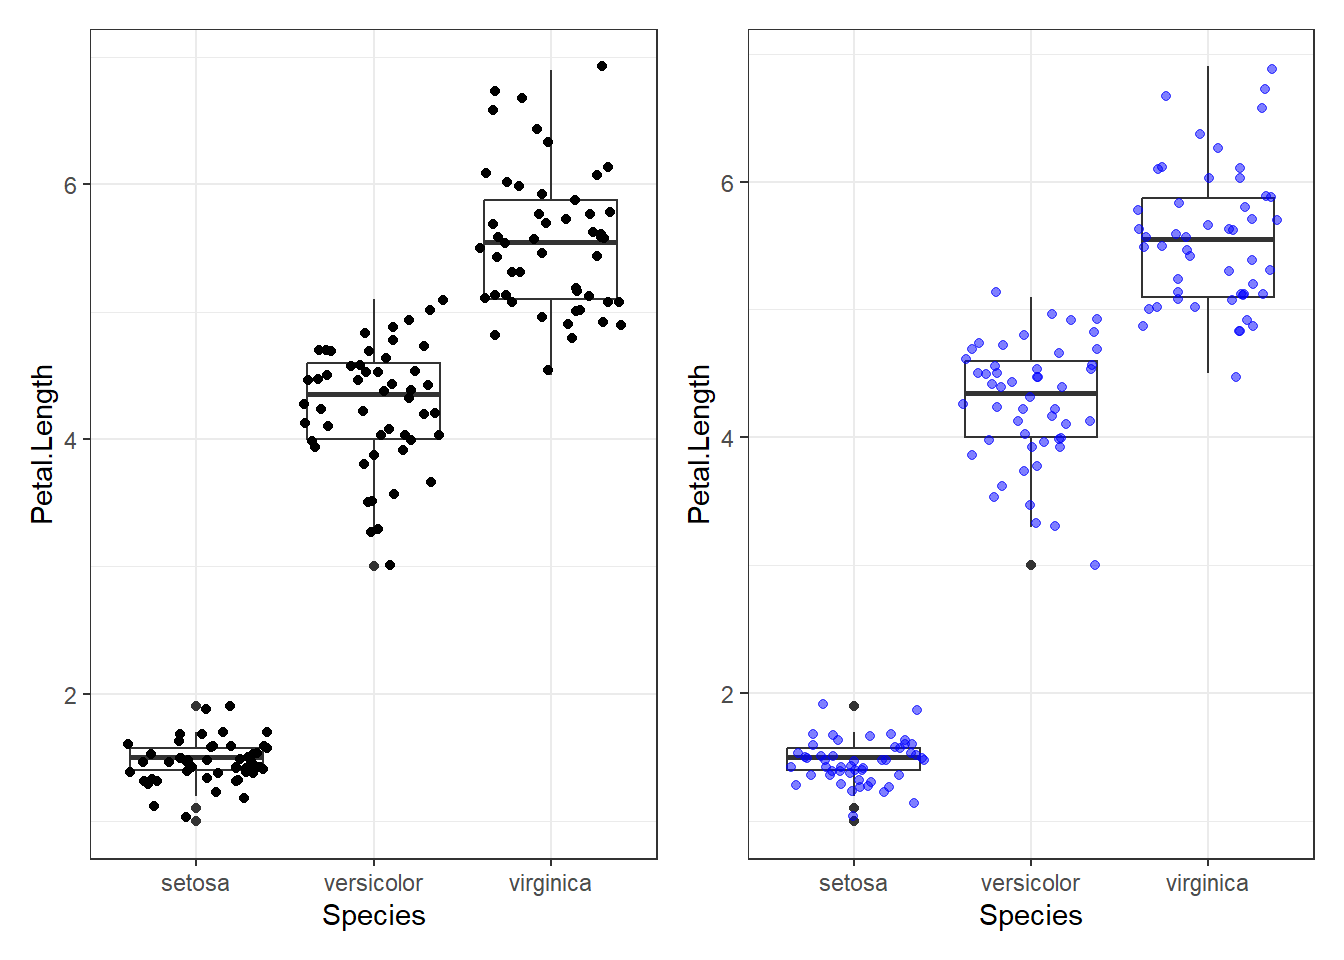 Petal.Length
6
4
2
setosa
versicolor
virginica
Species
Petal.Length
6
4
2
setosa
versicolor
virginica
Species